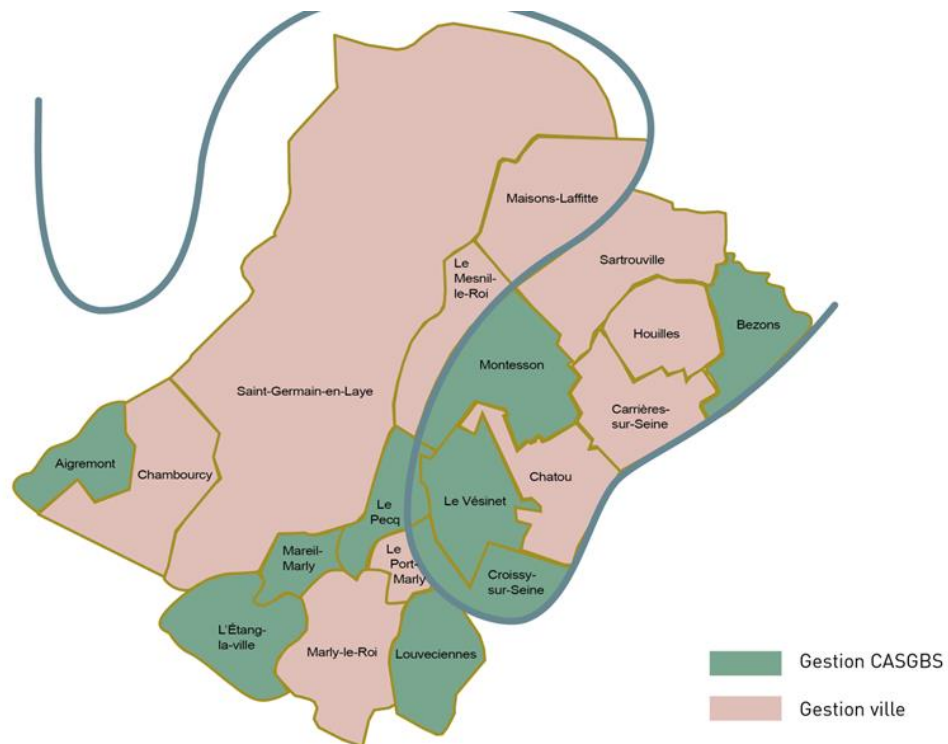 Maisons-Laffitte
Sartrouville
Le
Mesnil-
le-Roi
Houilles
Bezons
Montesson
Saint-Germain-en-Laye
Carrières-
sur-Seine
Aigremont
Chambourcy
Chatou
Le Vésinet
Le
Pecq
Mareil-
Marly
Le
Port-
Marly
Croissy-
sur-Seine
L'Étang-
la-ville
Marly-le-Roi
Louveciennes
Gestion CASGBS
Gestion ville